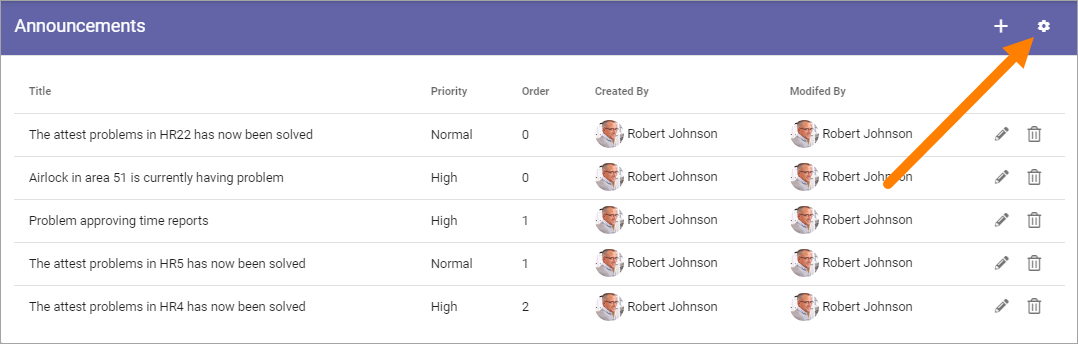 Announcements
Title Priority Order Created By Modifed By
The attest problems in HR22 has now been solved Normal 0 Robert Johnson Robert Johnson
Airlock in area 51 is currently having problem High 0 Robert Johnson Robert Johnson
Problem approving time reports High 1 Robert Johnson Robert Johnson
The attest problems in HR5 has now been solved Normal 1 Robert Johnson Robert Johnson
The attest problems in HR4 has now been solved High 2 Robert Johnson Robert Johnson